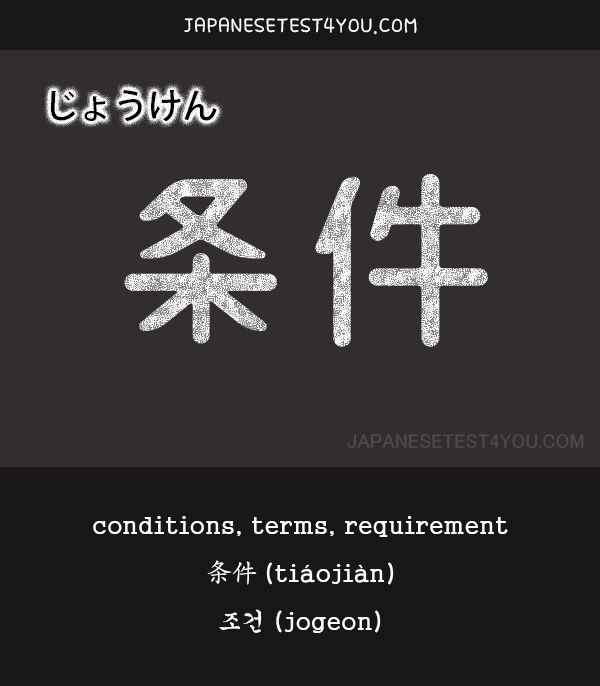 JAPANESETEST4YOU.COM
じょうけん
条件
JAPANESETEST4YOU.COM
conditions, terms, requirement
条件 (tiáojiàn)
조건 (jogeon)